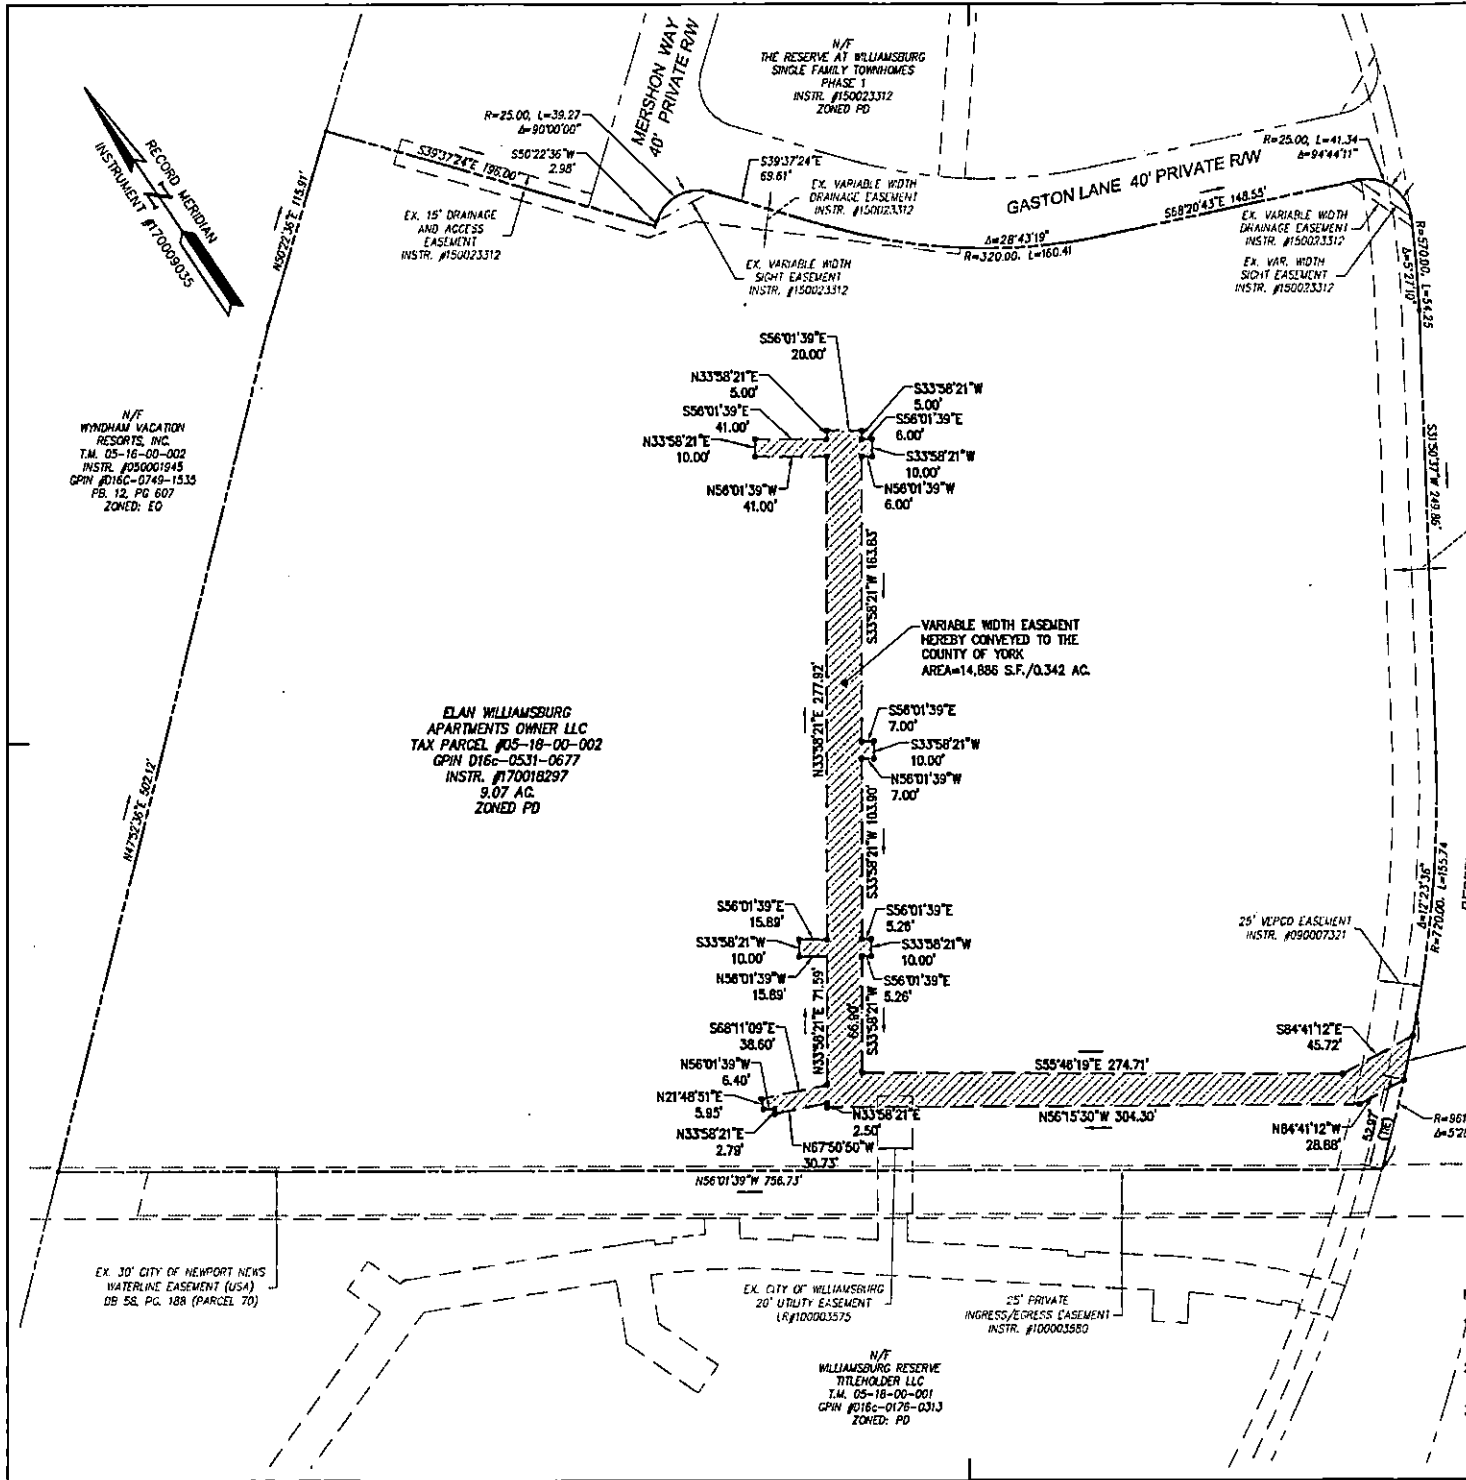 N/F
THE RESERVE AT WILLIAMSBURG
SINGLE FAMILY TOWNHOMES
PHASE 1
INSTR. #150023312
ZONED PD
MERSHON WAY
40' PRIVATE R/W
R=25.00, L=39.27
Δ=90°00'00"
S50°22'36"W
2.98'
S39°37'24"E 196.00'
S39°37'24"E
69.61'
EX. VARIABLE WIDTH
DRAINAGE EASEMENT
INSTR. #150023312
GASTON LANE 40' PRIVATE R/W
R=25.00, L=41.34
Δ=94°44'11"
S68°20'43"E 148.55'
Δ=28°43'19"
R=320.00, L=160.41
EX. VARIABLE WIDTH
DRAINAGE EASEMENT
INSTR. #150023312
EX. VAR. WIDTH
SIGHT EASEMENT
INSTR. #150023312
R=570.00, L=54.25
Δ=5°27'10"
RECORD MERIDIAN
INSTRUMENT #170009035
N50°22'36"E 115.91'
EX. 15' DRAINAGE
AND ACCESS
EASEMENT
INSTR. #150023312
EX. VARIABLE WIDTH
SIGHT EASEMENT
INSTR. #150023312
S56°01'39"E
20.00'
N33°58'21"E
5.00'
S56°01'39"E
41.00'
N33°58'21"E
10.00'
N56°01'39"W
41.00'
S33°58'21"W
5.00'
S56°01'39"E
6.00'
S33°58'21"W
10.00'
N56°01'39"W
6.00'
N/F
WYNDHAM VACATION
RESORTS, INC.
T.M. 05-16-00-002
INSTR. #050001945
GPIN #D16C-0749-1535
PB. 12, PG 607
ZONED: EO
S31°50'37"W 249.86'
S33°58'21"W 163.83'
VARIABLE WIDTH EASEMENT
HEREBY CONVEYED TO THE
COUNTY OF YORK
AREA=14,886 S.F./0.342 AC.
N33°58'21"E 277.92'
ELAN WILLIAMSBURG
APARTMENTS OWNER LLC
TAX PARCEL #05-18-00-002
GPIN D16c-0531-0677
INSTR. #170018297
9.07 AC.
ZONED PD
S56°01'39"E
7.00'
S33°58'21"W
10.00'
N56°01'39"W
7.00'
N47°52'36"E 502.12'
S33°58'21"W 103.90'
S56°01'39"E
15.89'
S33°58'21"W
10.00'
N56°01'39"W
15.89'
S56°01'39"E
5.26'
S33°58'21"W
10.00'
S56°01'39"E
5.26'
25' VEPCO EASEMENT
INSTR. #090007321
Δ=12°23'36"
R=720.00, L=155.74
N33°58'21"E 71.59'
66.90'
S33°58'21"W
S68°11'09"E
38.60'
N56°01'39"W
6.40'
N21°48'51"E
5.95'
N33°58'21"E
2.79'
N67°50'50"W
30.73'
N33°58'21"E
2.50'
S55°46'19"E 274.71'
N56°15'30"W 304.30'
S84°41'12"E
45.72'
N84°41'12"W
28.88'
52.97'
(TIE)
R=961
Δ=5°28
N56°01'39"W 756.73'
EX. 30' CITY OF NEWPORT NEWS
WATERLINE EASEMENT (USA)
DB 58, PG. 188 (PARCEL 70)
EX. CITY OF WILLIAMSBURG
20' UTILITY EASEMENT
LR#100003575
25' PRIVATE
INGRESS/EGRESS EASEMENT
INSTR. #100003580
N/F
WILLIAMSBURG RESERVE
TITLEHOLDER LLC
T.M. 05-18-00-001
GPIN #D16c-0176-0313
ZONED: PD